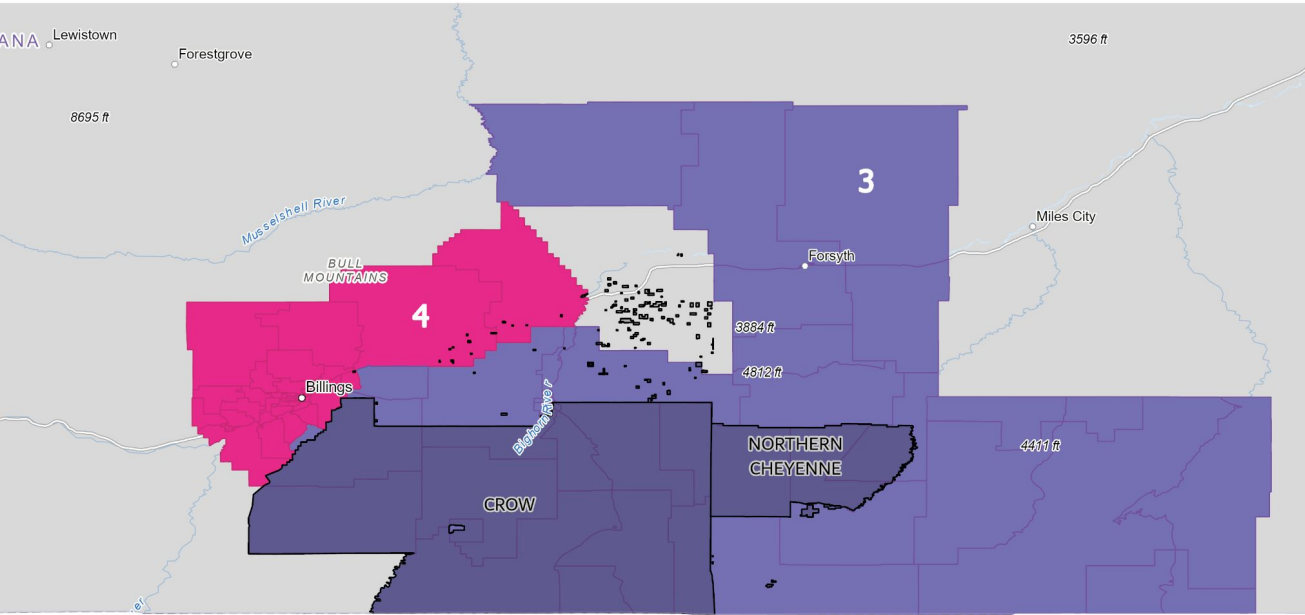 ANA
Lewistown
Forestgrove
3596 ft
8695 ft
3
Musselshell River
Miles City
BULL
MOUNTAINS
Forsyth
4
3884 ft
4812 ft
Billings
Bighorn River
NORTHERN
CHEYENNE
4411 ft
CROW
er